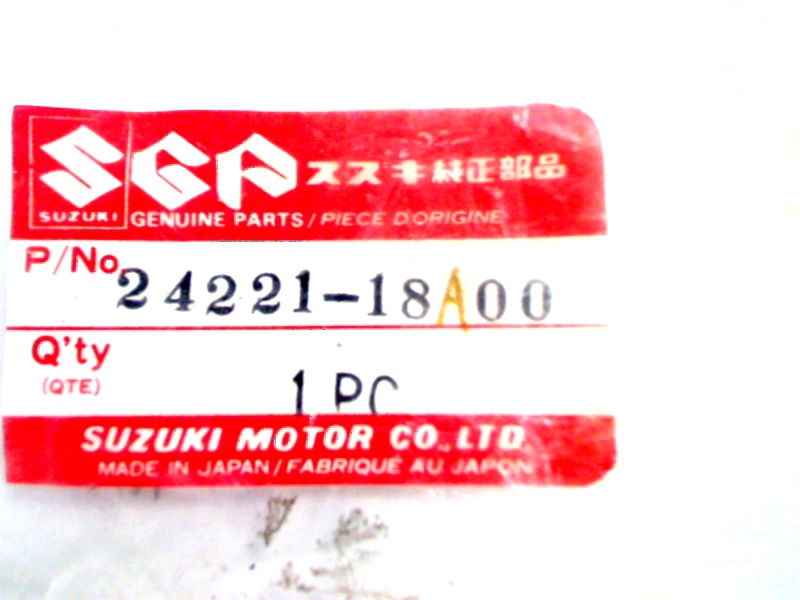 SGP スズキ純正部品
SUZUKI GENUINE PARTS / PIECE D'ORIGINE
P/No. 24221-18A00
Q'ty
(QTE)
1 PC
SUZUKI MOTOR CO., LTD.
MADE IN JAPAN / FABRIQUÉ AU JAPON